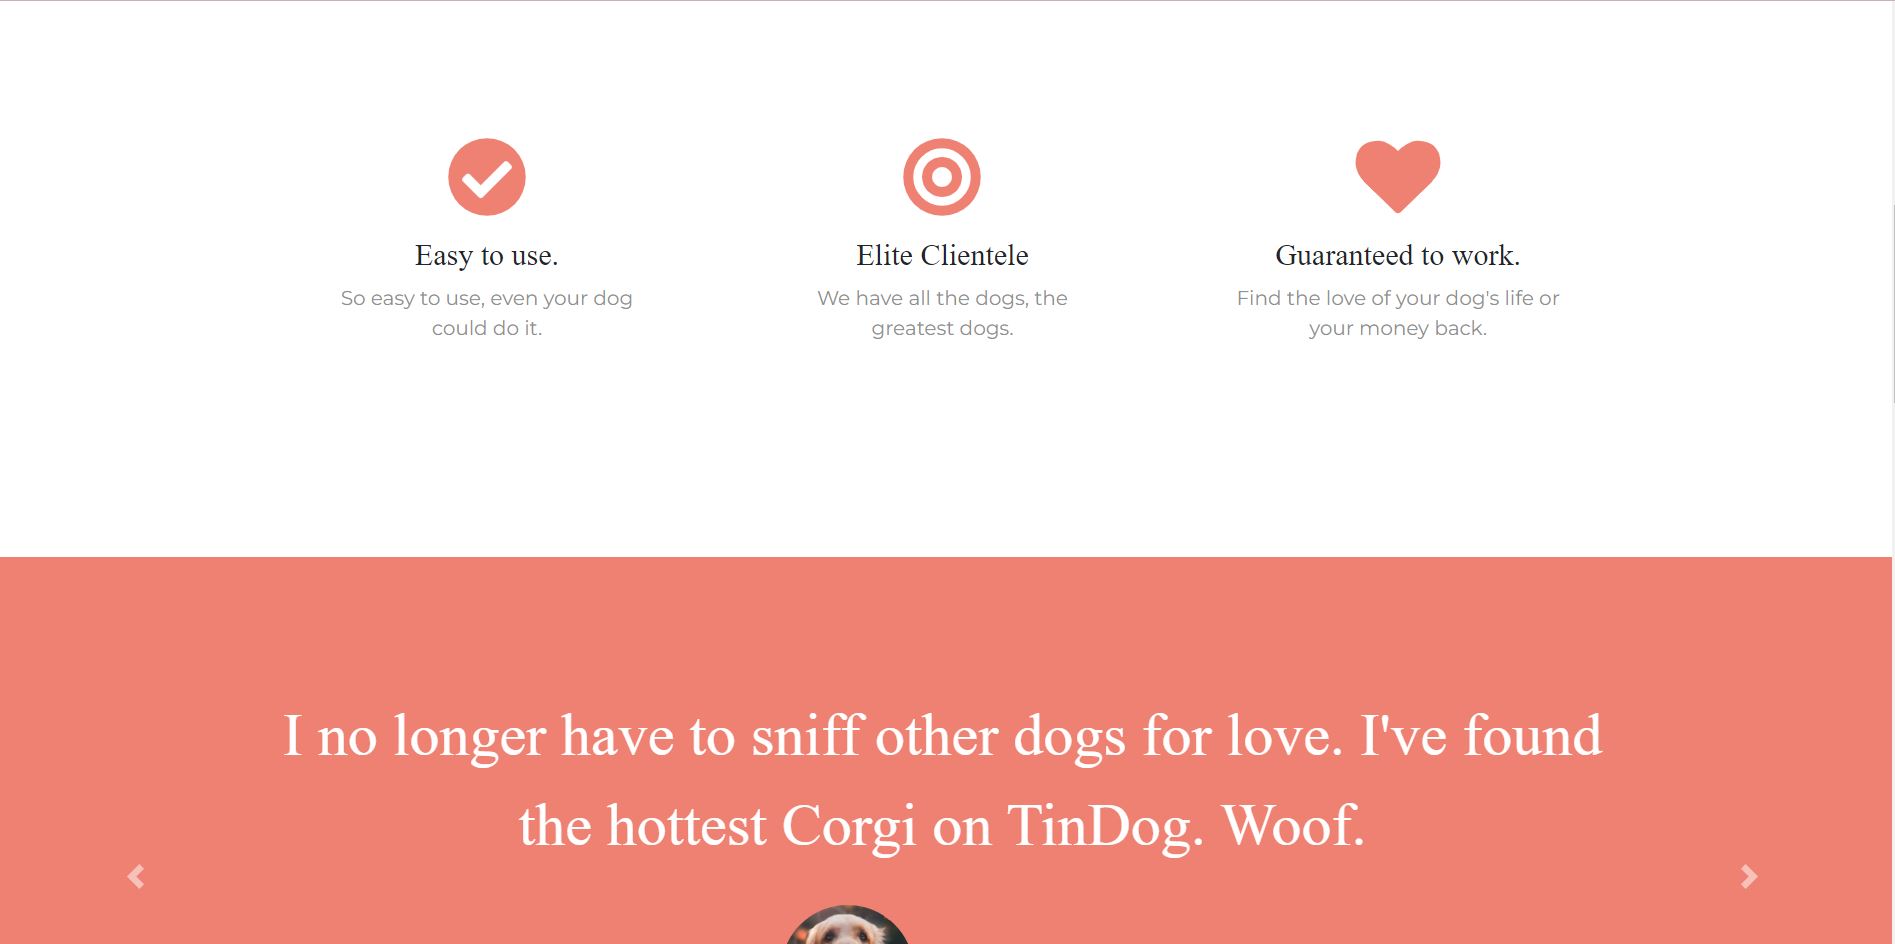 Easy to use.
So easy to use, even your dog
could do it.
Elite Clientele
We have all the dogs, the
greatest dogs.
Guaranteed to work.
Find the love of your dog's life or
your money back.
I no longer have to sniff other dogs for love. I've found
the hottest Corgi on TinDog. Woof.